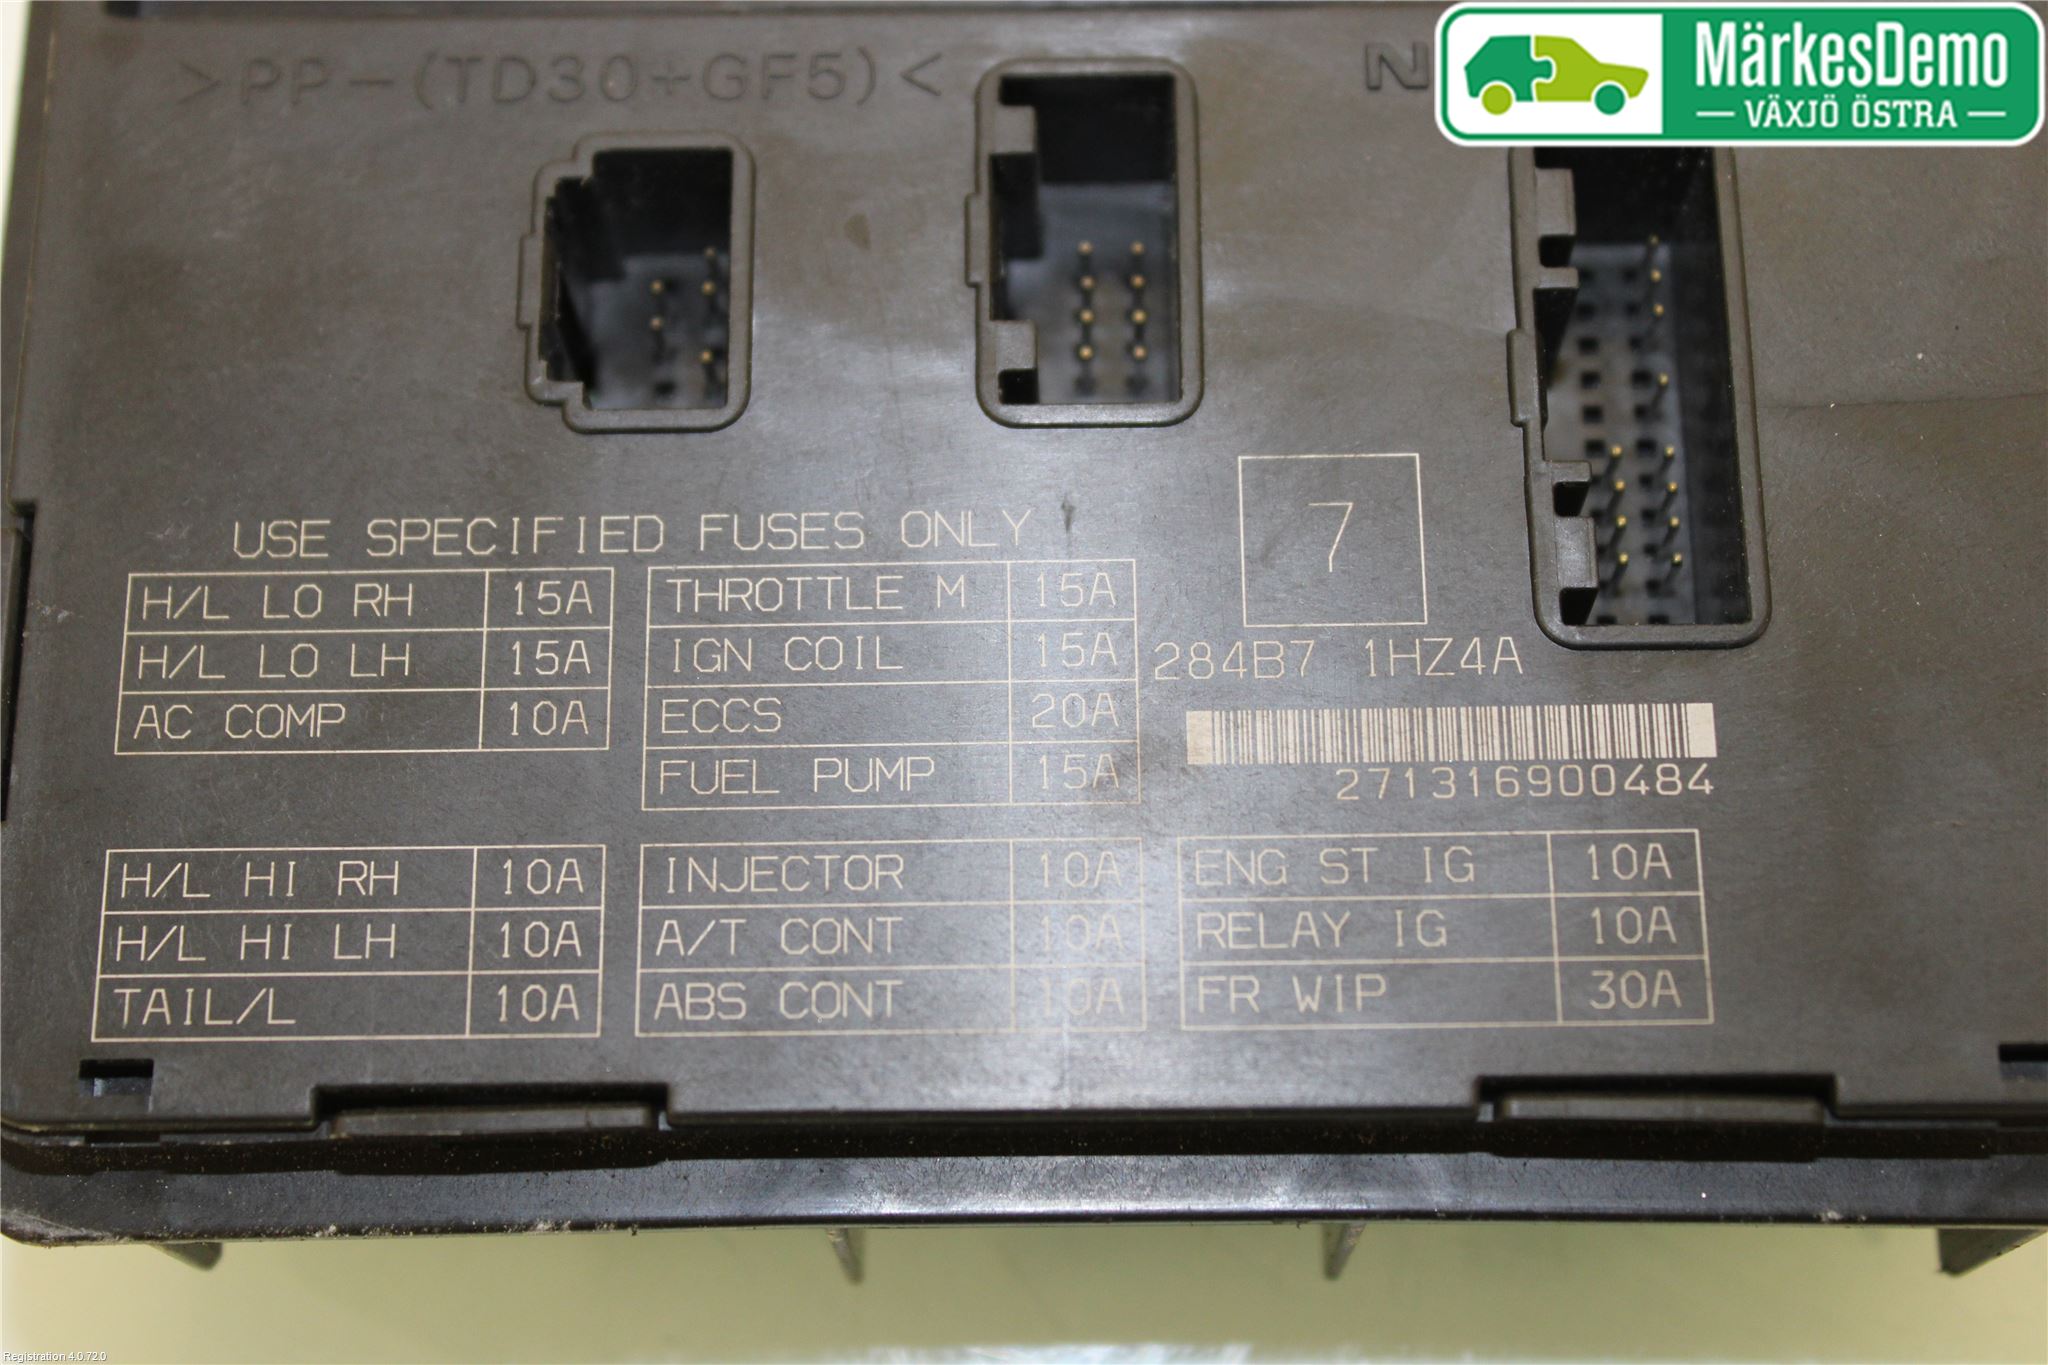 MärkesDemo
VÄXJÖ ÖSTRA
>PP-(TD30+GF5)<
N
7
USE SPECIFIED FUSES ONLY
H/L LO RH 15A
H/L LO LH 15A
AC COMP 10A
THROTTLE M 15A
IGN COIL 15A
ECCS 20A
FUEL PUMP 15A
284B7 1HZ4A
271316900484
H/L HI RH 10A
H/L HI LH 10A
TAIL/L 10A
INJECTOR 10A
A/T CONT 10A
ABS CONT 10A
ENG ST IG 10A
RELAY IG 10A
FR WIP 30A
Registration 4.0.72.0